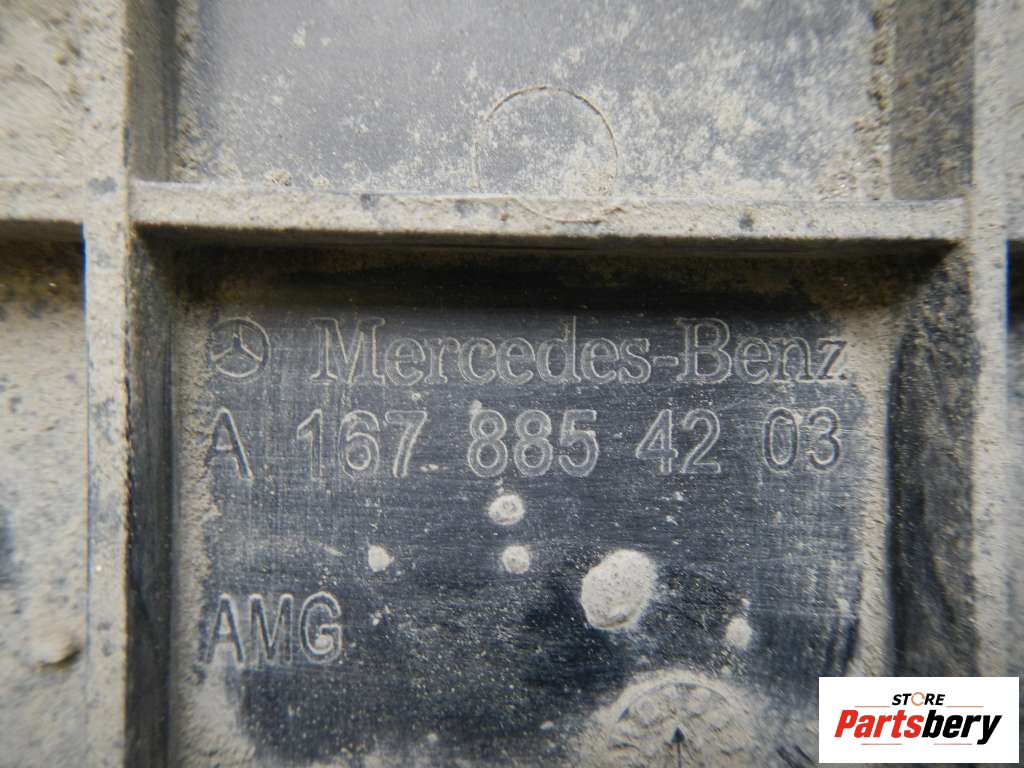 Mercedes-Benz
A 167 885 42 03
AMG
STORE
Partsbery